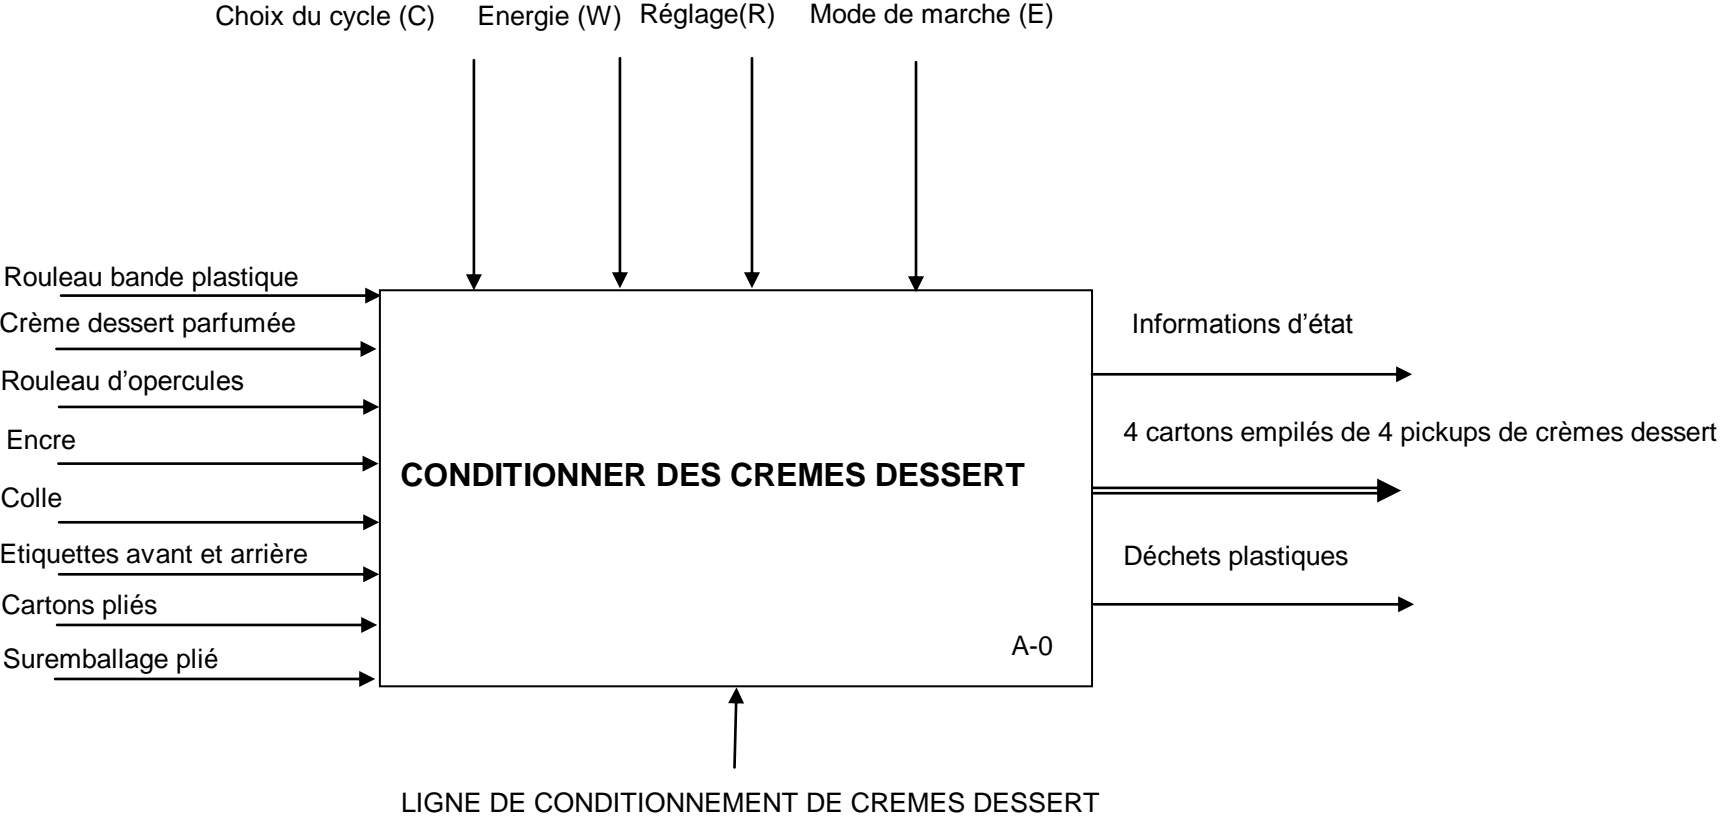 Choix du cycle (C)
Energie (W)
Réglage(R)
Mode de marche (E)
Rouleau bande plastique
Crème dessert parfumée
Rouleau d’opercules
Encre
Colle
Etiquettes avant et arrière
Cartons pliés
Suremballage plié
CONDITIONNER DES CREMES DESSERT
A-0
Informations d’état
4 cartons empilés de 4 pickups de crèmes dessert
Déchets plastiques
LIGNE DE CONDITIONNEMENT DE CREMES DESSERT